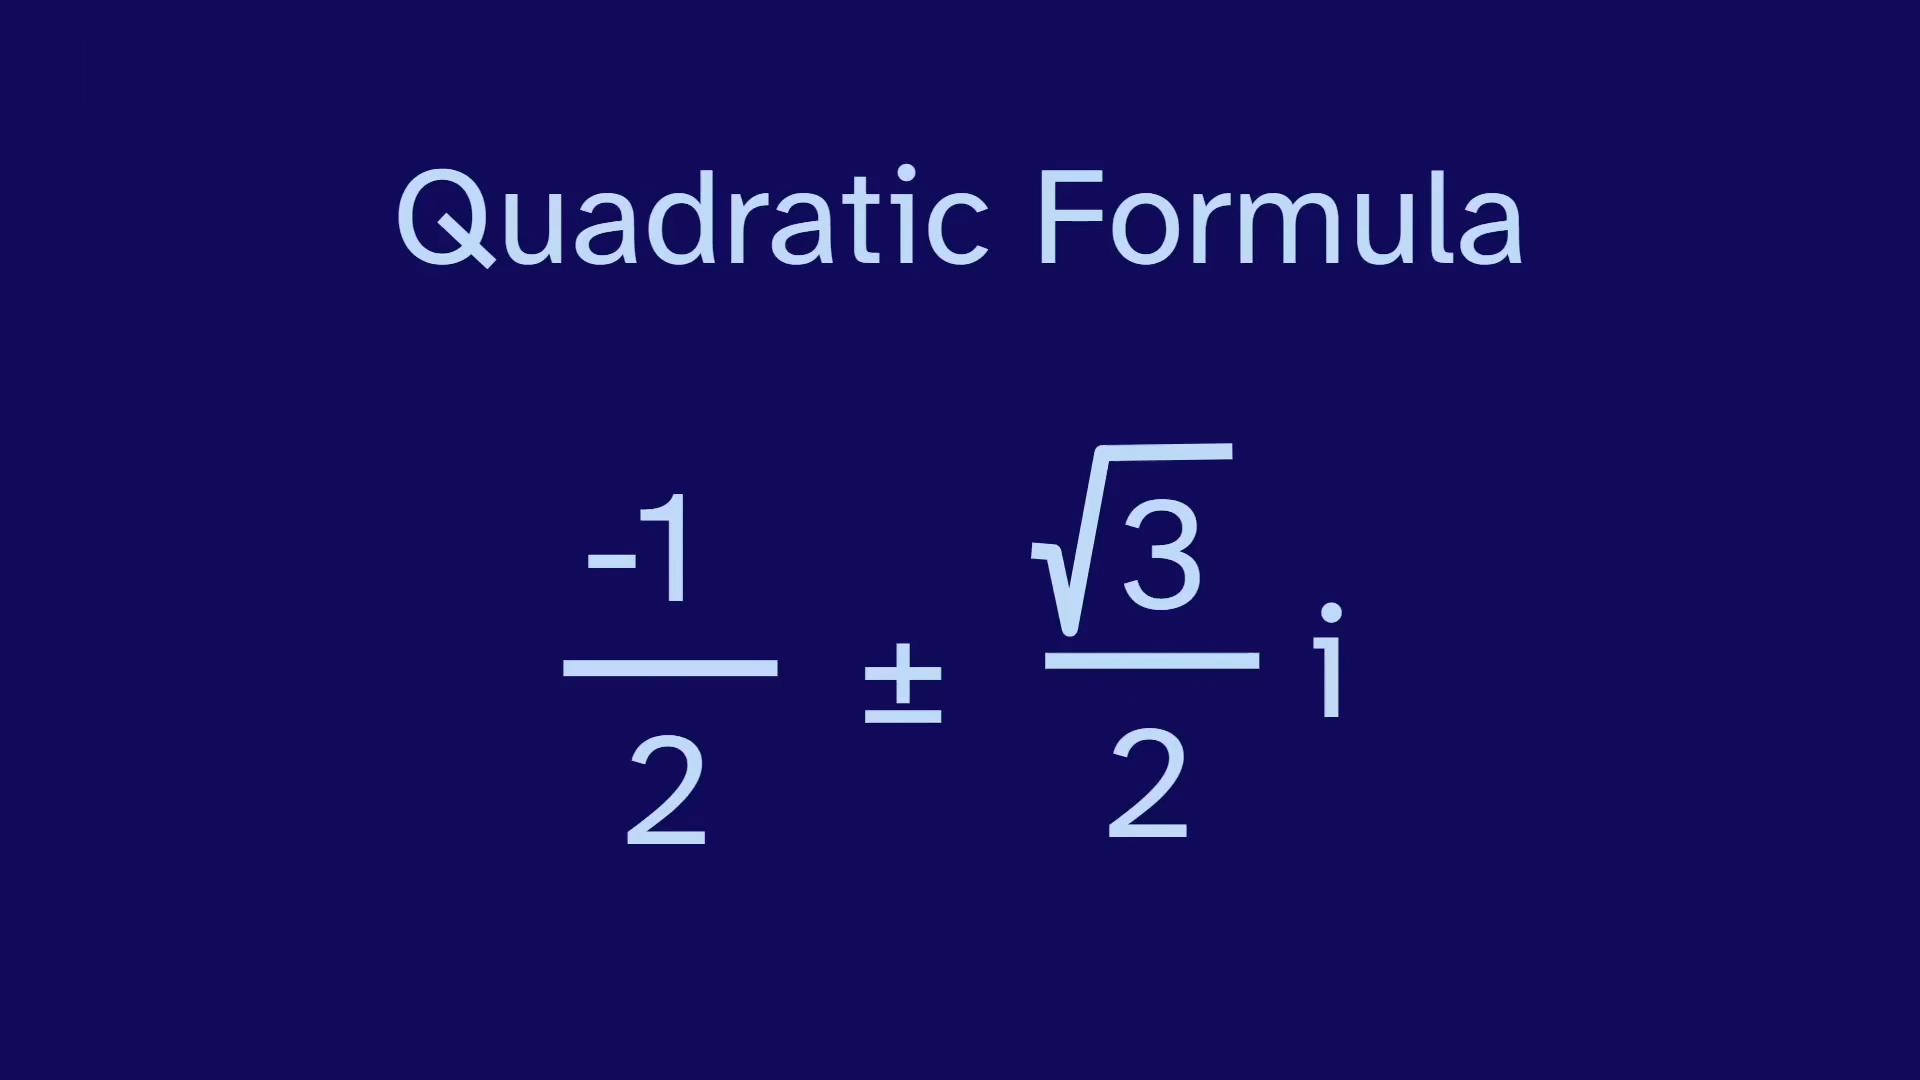 Quadratic Formula
-1/2 ± √3/2 i